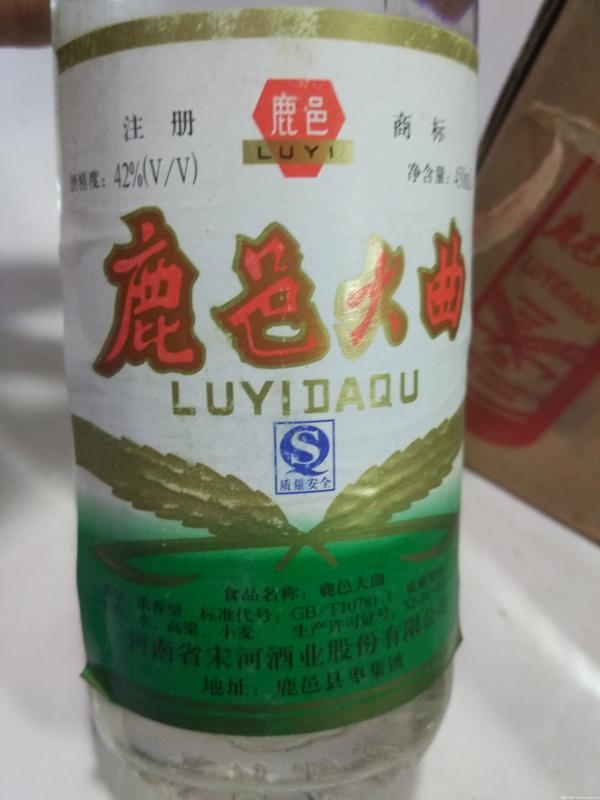 鹿邑
LUYI
注册 商标
酒精度：42%(V/V) 净含量：
鹿邑大曲
LUYIDAQU
质量安全
食品名称：鹿邑大曲
浓香型 标准代号：GB/T10781.1
水、高粱、小麦 生产许可证号：
河南省宋河酒业股份有限公司
地址：鹿邑县枣集镇
鹿邑
LUYIDAQU